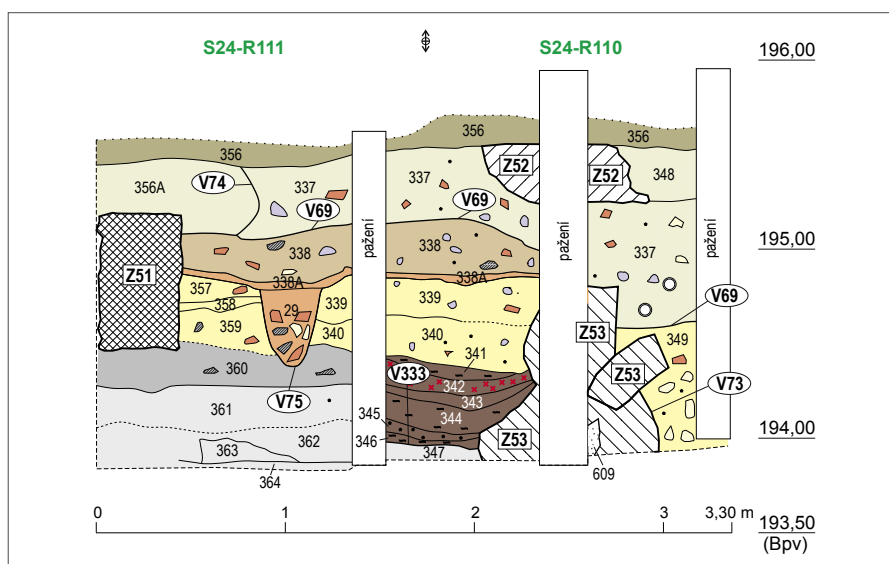 S24-R111 S24-R110 196,00
356 356 356
356A V74 337 337 Z52 Z52 348
V69 V69
pažení pažení pažení
338 338 337 195,00
Z51 338A 338A
357 29 339 339 V69
358
359 340 340 Z53 349
341
360 V333 342 Z53 V73
V75 343
361 345 344 194,00
362 346 Z53
363 347
364 609
0 1 2 3 3,30 m 193,50
(Bpv)